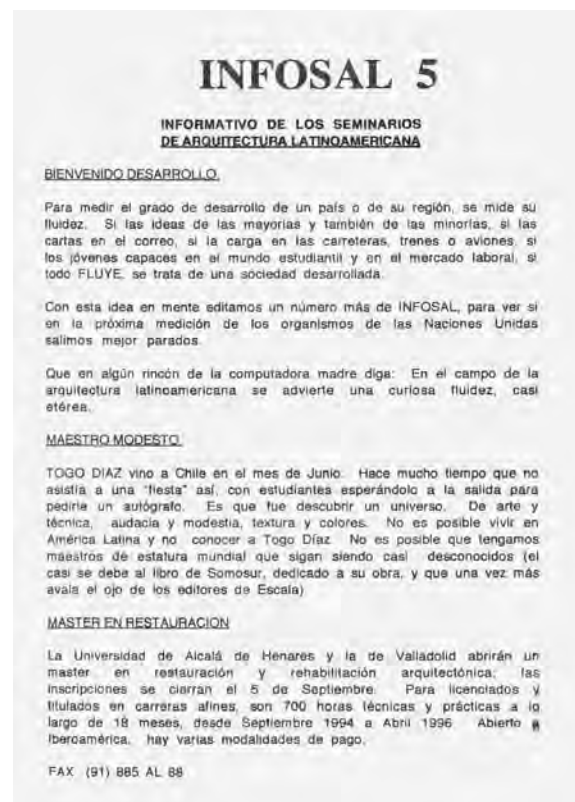 INFOSAL 5
INFORMATIVO DE LOS SEMINARIOS
DE ARQUITECTURA LATINOAMERICANA
BIENVENIDO DESARROLLO.
Para medir el grado de desarrollo de un país o de su región, se mide su
fluidez. Si las ideas de las mayorías y también de las minorías, si las
cartas en el correo, si la carga en las carreteras, trenes o aviones, si
los jóvenes capaces en el mundo estudiantil y en el mercado laboral, si
todo FLUYE, se trata de una sociedad desarrollada.
Con esta idea en mente editamos un número más de INFOSAL, para ver si
en la próxima medición de los organismos de las Naciones Unidas
salimos mejor parados.
Que en algún rincón de la computadora madre diga: En el campo de la
arquitectura latinoamericana se advierte una curiosa fluidez, casi
etérea.
MAESTRO MODESTO.
TOGO DIAZ vino a Chile en el mes de Junio. Hace mucho tiempo que no
asistía a una "fiesta" así, con estudiantes esperándolo a la salida para
pedirle un autógrafo. Es que fue descubrir un universo. De arte y
técnica, audacia y modestia, textura y colores. No es posible vivir en
América Latina y no conocer a Togo Díaz. No es posible que tengamos
maestros de estatura mundial que sigan siendo casi desconocidos (el
casi se debe al libro de Somosur, dedicado a su obra, y que una vez más
avala el ojo de los editores de Escala)
MASTER EN RESTAURACION
La Universidad de Alcalá de Henares y la de Valladolid abrirán un
master en restauración y rehabilitación arquitectónica; las
inscripciones se cierran el 5 de Septiembre. Para licenciados y
titulados en carreras afines, son 700 horas técnicas y prácticas a lo
largo de 18 meses, desde Septiembre 1994 a Abril 1996 Abierto a
Iberoamérica, hay varias modalidades de pago.
FAX (91) 885 AL 88